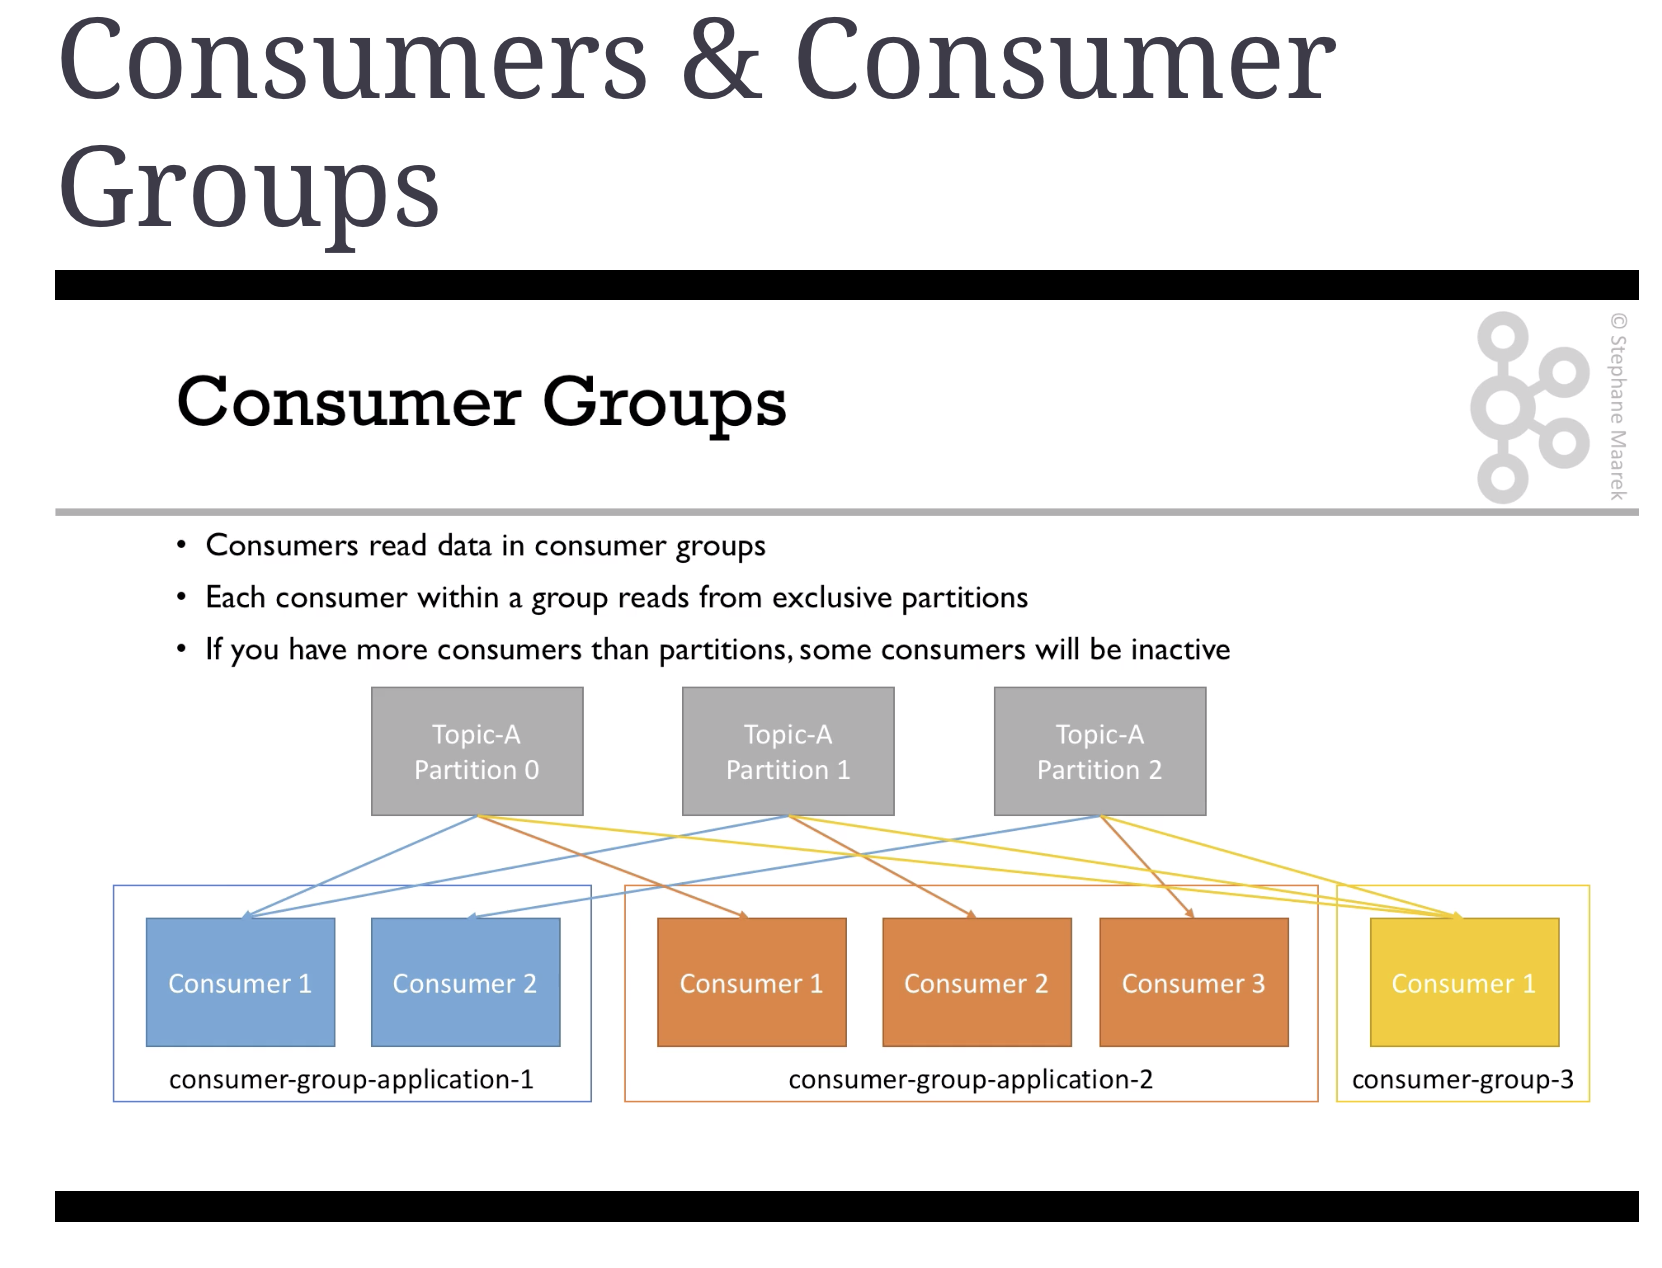 Consumers & Consumer
Groups
© Stephane Maarek
Consumer Groups
• Consumers read data in consumer groups
• Each consumer within a group reads from exclusive partitions
• If you have more consumers than partitions, some consumers will be inactive
Topic-A
Partition 0
Topic-A
Partition 1
Topic-A
Partition 2
Consumer 1
Consumer 2
consumer-group-application-1
Consumer 1
Consumer 2
Consumer 3
consumer-group-application-2
Consumer 1
consumer-group-3